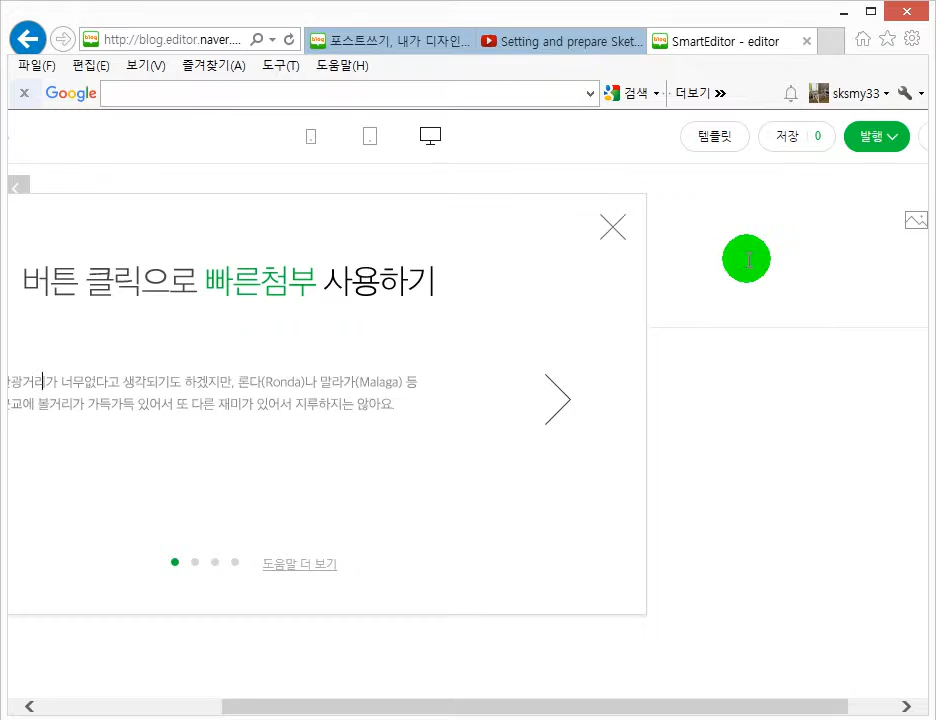 http://blog.editor.naver....
포스트쓰기, 내가 디자인...
Setting and prepare Sket...
SmartEditor - editor
파일(F) 편집(E) 보기(V) 즐겨찾기(A) 도구(T) 도움말(H)
x Google 검색 더보기 sksmy33
템플릿 저장 0 발행
버튼 클릭으로 빠른첨부 사용하기
관광거리가 너무없다고 생각되기도 하겠지만, 론다(Ronda)나 말라가(Malaga) 등
근교에 볼거리가 가득가득 있어서 또 다른 재미가 있어서 지루하지는 않아요.
도움말 더 보기